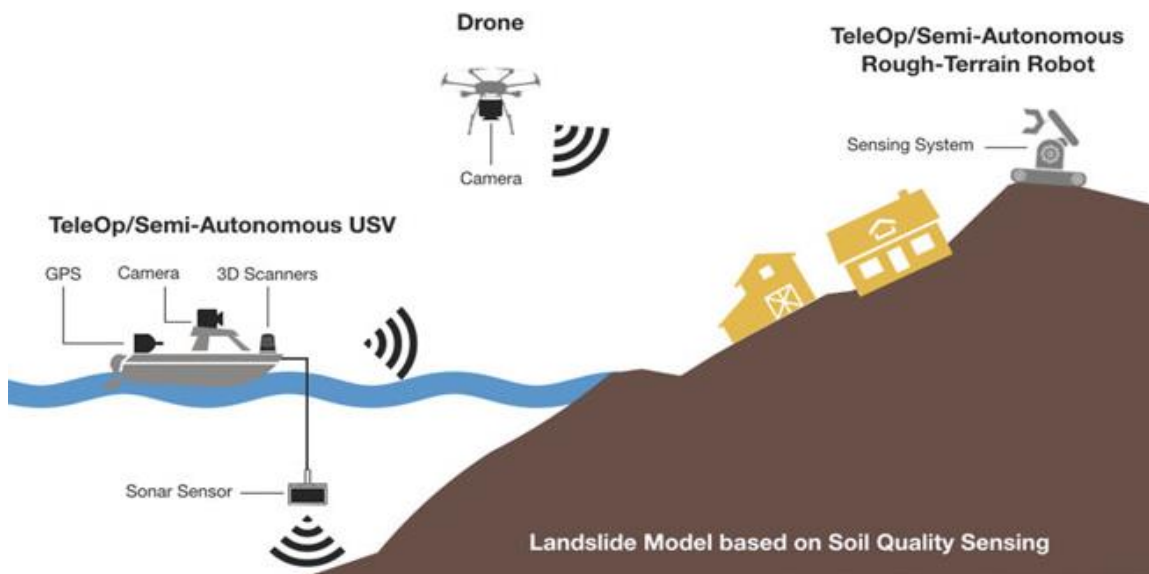 Drone
Camera
TeleOp/Semi-Autonomous
Rough-Terrain Robot
Sensing System
TeleOp/Semi-Autonomous USV
GPS
Camera
3D Scanners
Sonar Sensor
Landslide Model based on Soil Quality Sensing